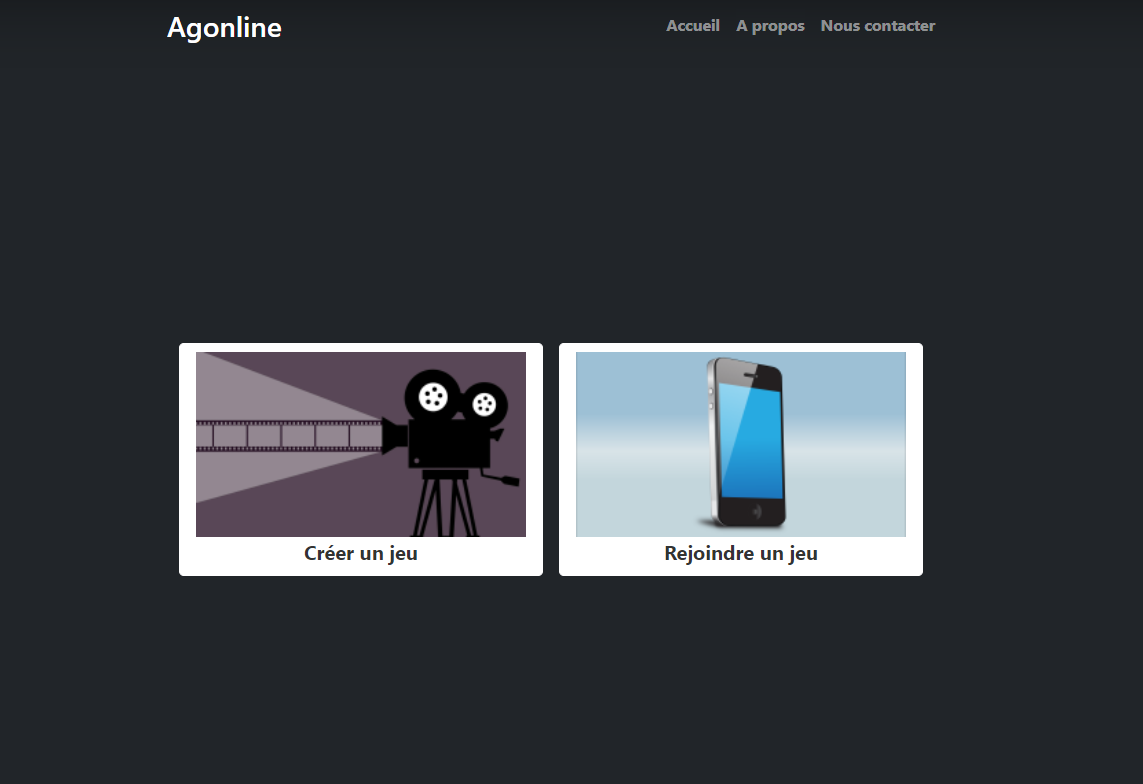 Agonline
Accueil A propos Nous contacter
Créer un jeu
Rejoindre un jeu